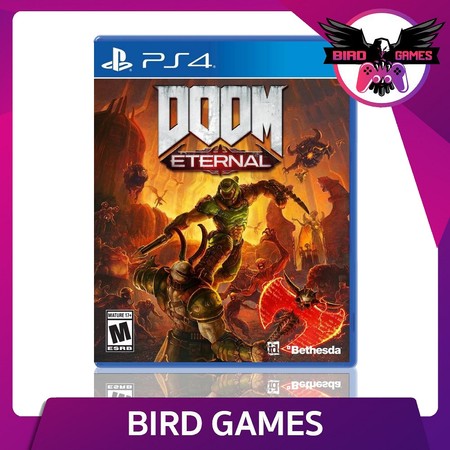 BIRD GAMES
PS4
DOOM
ETERNAL
MATURE 17+
M
ESRB
id
Bethesda
BIRD GAMES